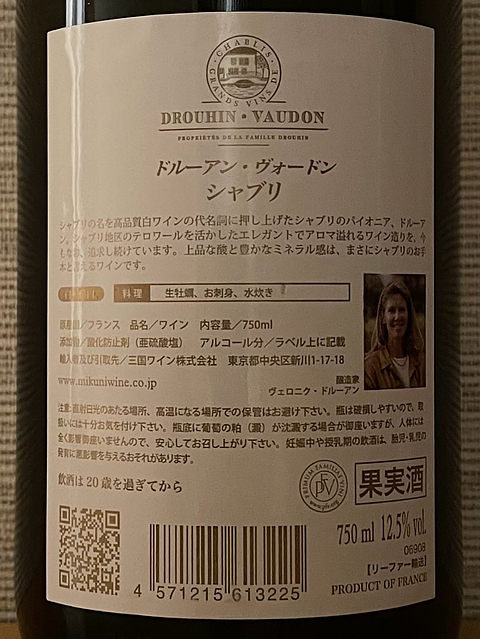 CHABLIS
GRANDS VINS DE
DROUHIN • VAUDON
PROPRIÉTÉS DE LA FAMILLE DROUHIN
ドルーアン・ヴォードン
シャブリ
シャブリの名を高品質白ワインの代名詞に押し上げたシャブリのパイオニア、ドルーア
ン。シャブリ地区のテロワールを活かしたエレガントでアロマ溢れるワイン造りを、今
もなお、追求し続けています。上品な酸と豊かなミネラル感は、まさにシャブリのお手
本と言えるワインです。
料理 生牡蠣、お刺身、水炊き
原産国／フランス 品名／ワイン 内容量／750ml
添加物／酸化防止剤（亜硫酸塩） アルコール分／ラベル上に記載
輸入者及び引取先／三国ワイン株式会社 東京都中央区新川1-17-18
www.mikuniwine.co.jp
醸造家
ヴェロニク・ドルーアン
注意：直射日光のあたる場所、高温になる場所での保管はお避け下さい。瓶は破損しやすいので、取
扱いには十分お気を付け下さい。瓶底に葡萄の粕（澱）が沈澱する場合が御座いますが、人体には
全く影響御座いませんので、安心してお召し上がり下さい。妊娠中や授乳期の飲酒は、胎児・乳児の
発育に悪影響を与えるおそれがあります。
飲酒は20歳を過ぎてから
PRIMUM FAMILIAE VINI
PFV
www.pfv.org
果実酒
750 ml 12.5% vol.
06908
【リーファー輸送】
PRODUCT OF FRANCE
4 571215 613225